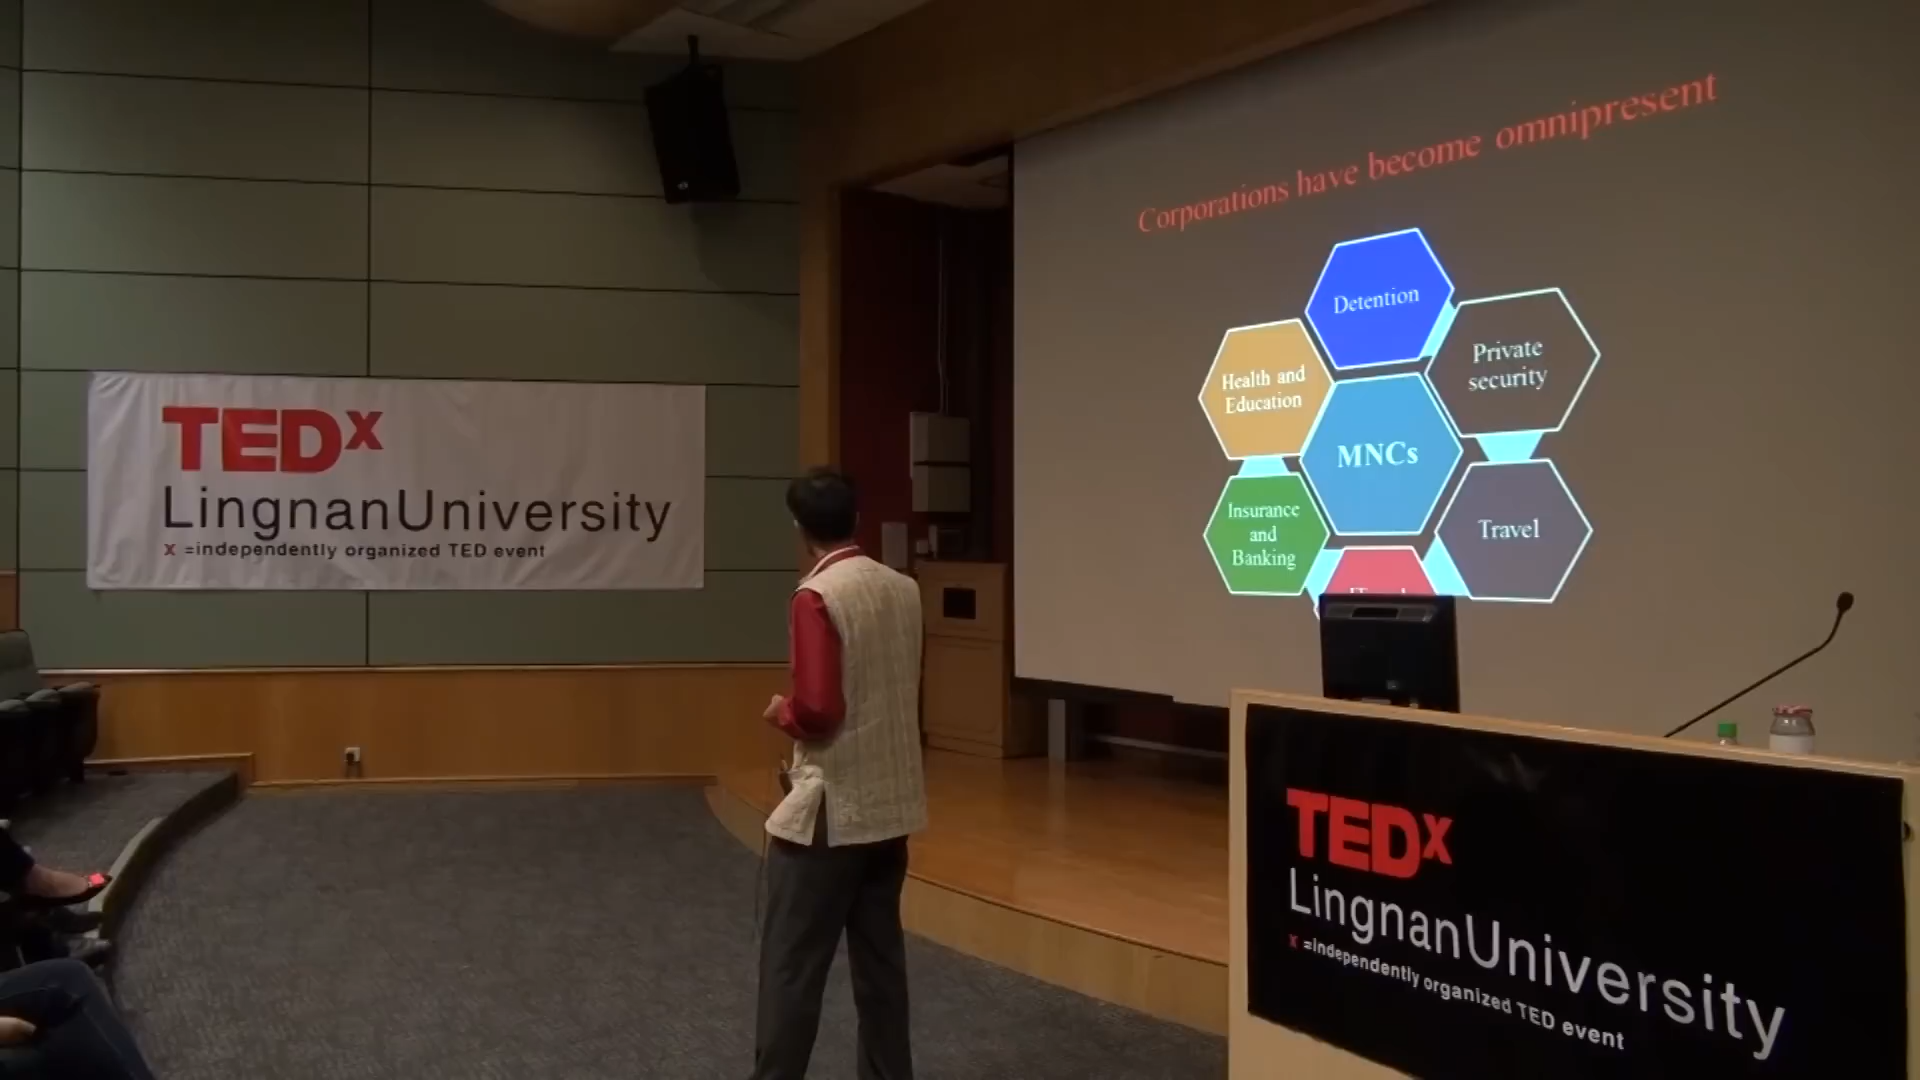 TEDx
LingnanUniversity
x =independently organized TED event
Corporations have become omnipresent
Detention
Private
security
Health and
Education
MNCs
Insurance
and
Banking
Travel
TEDx
LingnanUniversity
x =independently organized TED event